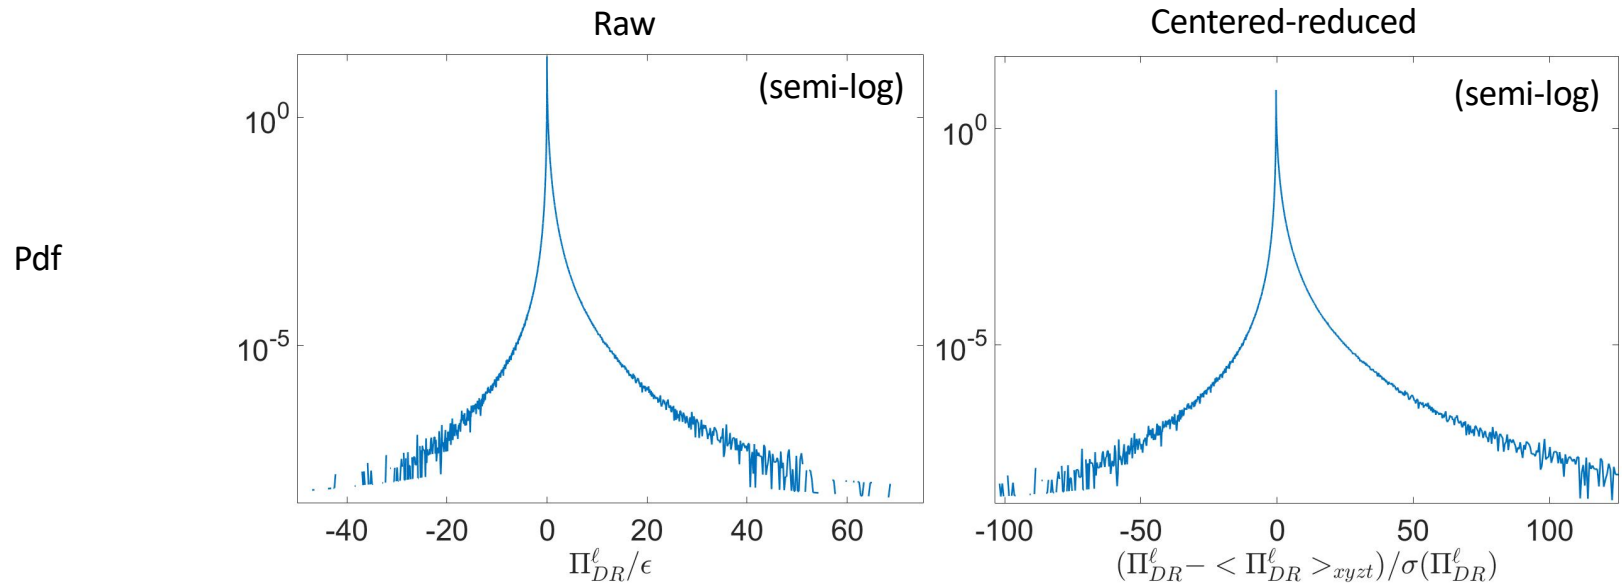 Raw
Centered-reduced
(semi-log)
(semi-log)
10^0
10^0
Pdf
10^-5
10^-5
-40 -20 0 20 40 60
-100 -50 0 50 100
Π^ℓ_DR/ϵ
(Π^ℓ_DR− < Π^ℓ_DR >_xyzt)/σ(Π^ℓ_DR)